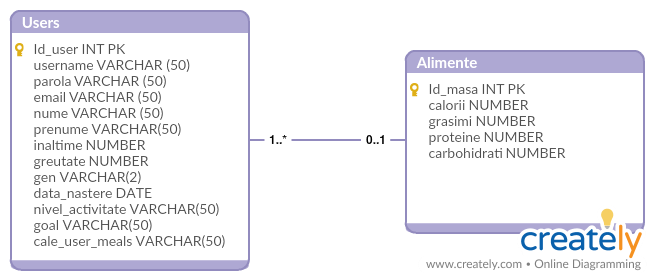 Users
Id_user INT PK
username VARCHAR (50)
parola VARCHAR (50)
email VARCHAR (50)
nume VARCHAR (50)
prenume VARCHAR(50)
inaltime NUMBER
greutate NUMBER
gen VARCHAR(2)
data_nastere DATE
nivel_activitate VARCHAR(50)
goal VARCHAR(50)
cale_user_meals VARCHAR(50)
1..*
0..1
Alimente
Id_masa INT PK
calorii NUMBER
grasimi NUMBER
proteine NUMBER
carbohidrati NUMBER
creately
www.creately.com • Online Diagramming